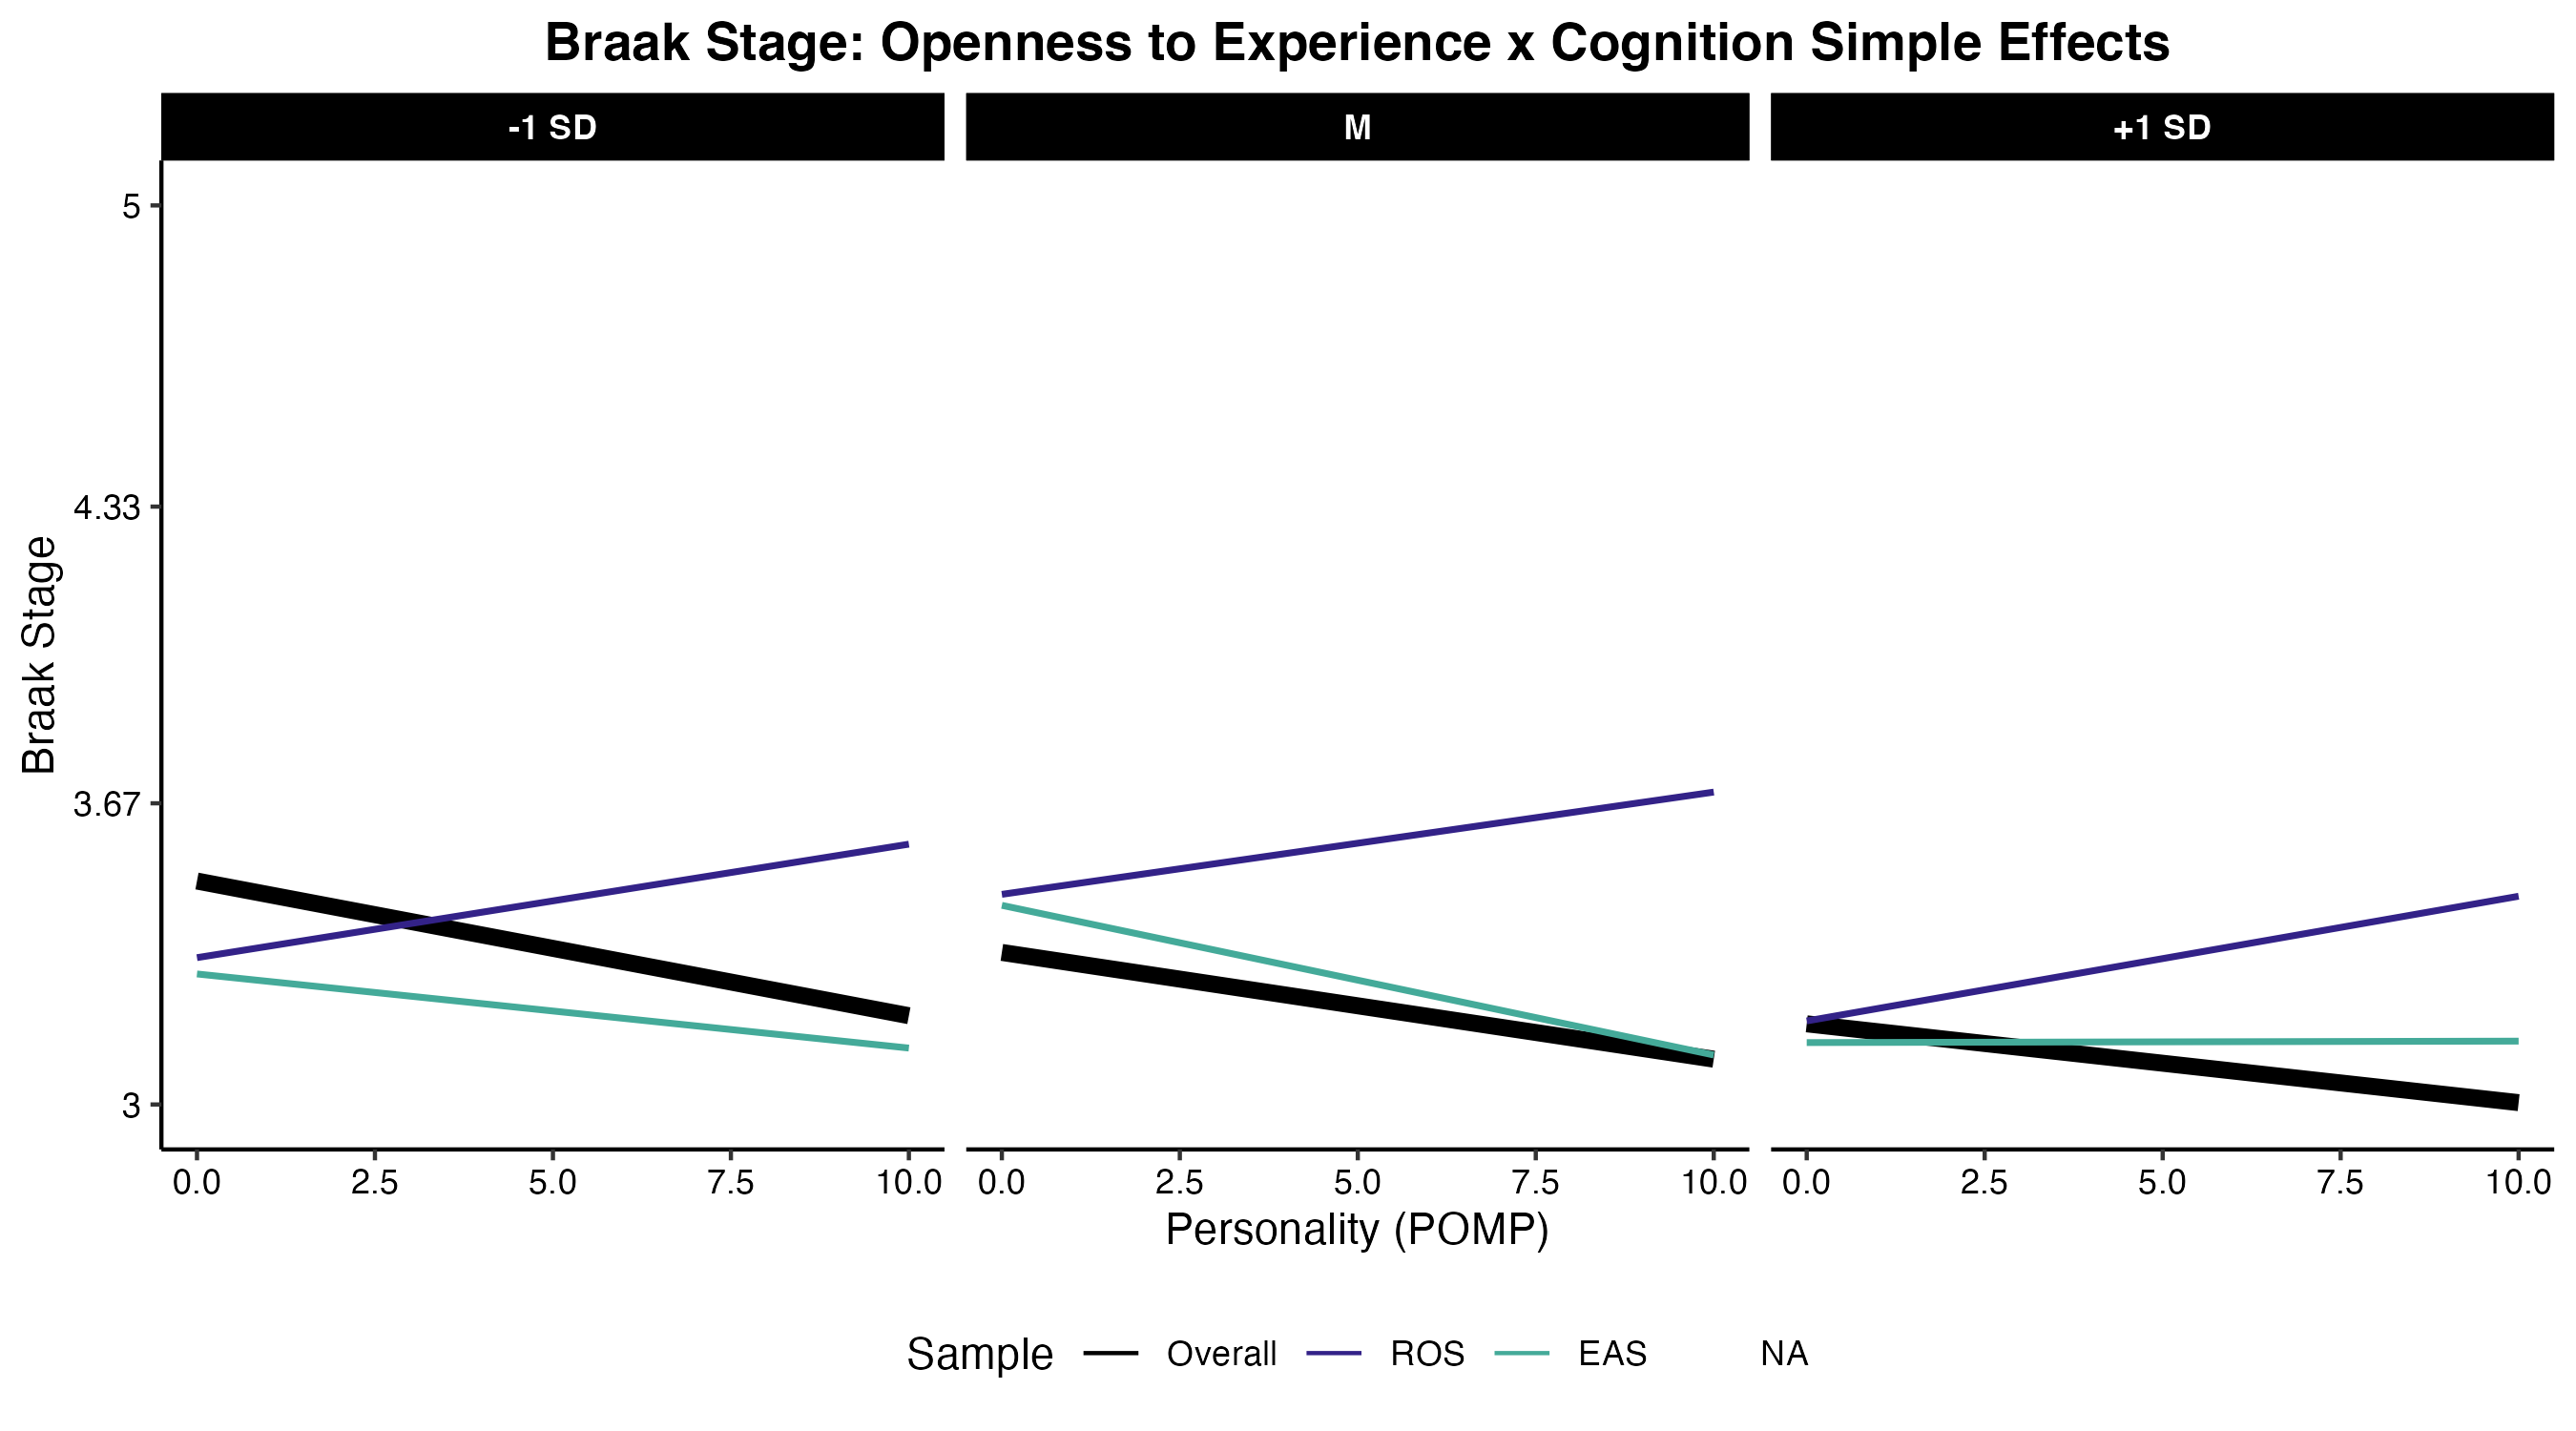 Braak Stage: Openness to Experience x Cognition Simple Effects
-1 SD
M
+1 SD
Braak Stage
5
4.33
3.67
3
0.0 2.5 5.0 7.5 10.0
0.0 2.5 5.0 7.5 10.0
0.0 2.5 5.0 7.5 10.0
Personality (POMP)
Sample Overall ROS EAS NA